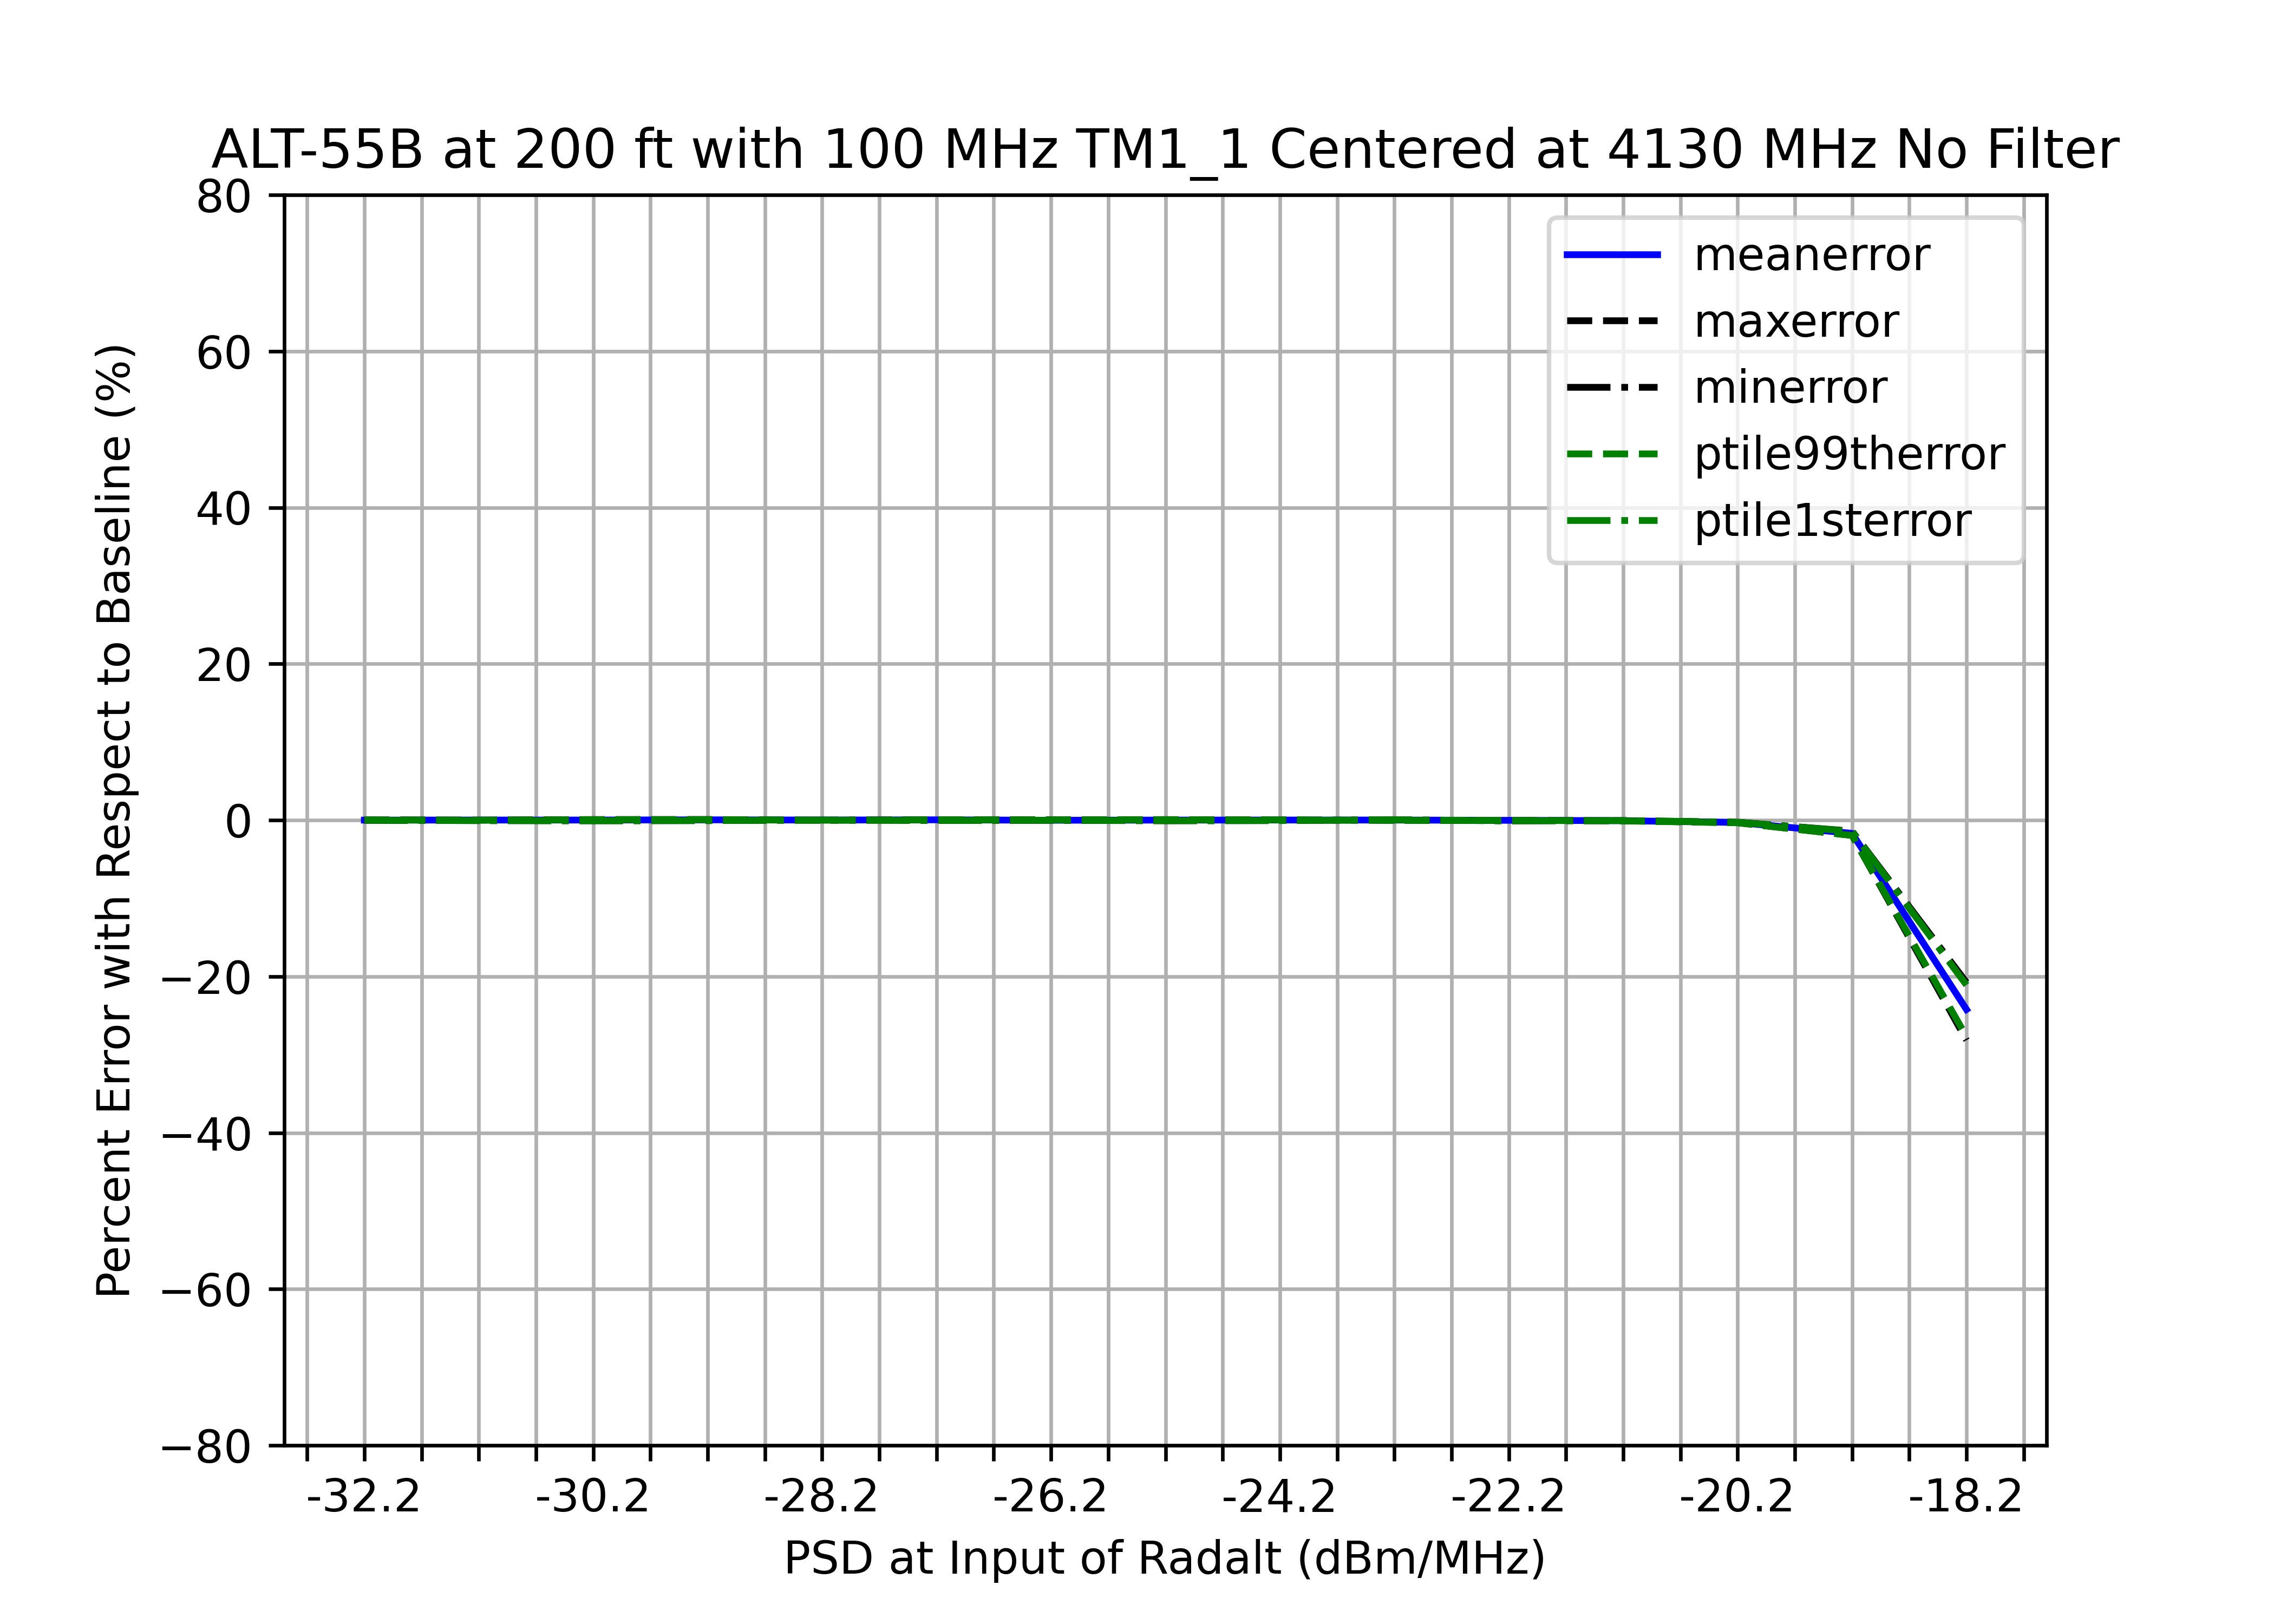 ALT-55B at 200 ft with 100 MHz TM1_1 Centered at 4130 MHz No Filter
80
60
40
20
0
−20
−40
−60
−80
Percent Error with Respect to Baseline (%)
meanerror
maxerror
minerror
ptile99therror
ptile1sterror
-32.2 -30.2 -28.2 -26.2 -24.2 -22.2 -20.2 -18.2
PSD at Input of Radalt (dBm/MHz)